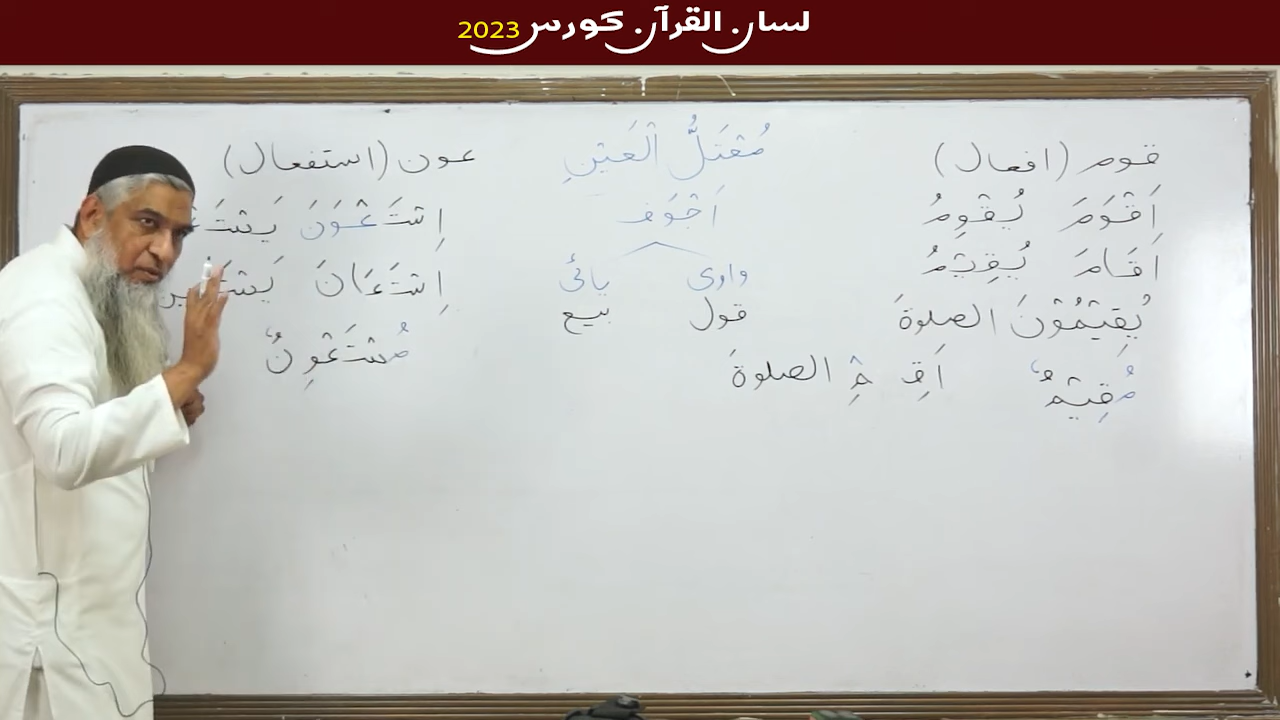 لسان القرآن کورس 2023
قوم (افعال)
اَقْوَمَ يُقْوِمُ
اَقَامَ يُقِيْمُ
يُقِيْمُوْنَ الصلوةَ
مُقِيْمٌ
اَقِمِ الصلوةَ
مُعْتَلُّ الْعَيْنِ
اَجْوَف
واوی یائی
قول بیع
عون (استفعال)
اِسْتَعْوَنَ
اِسْتَعَانَ
مُسْتَعْوِنٌ